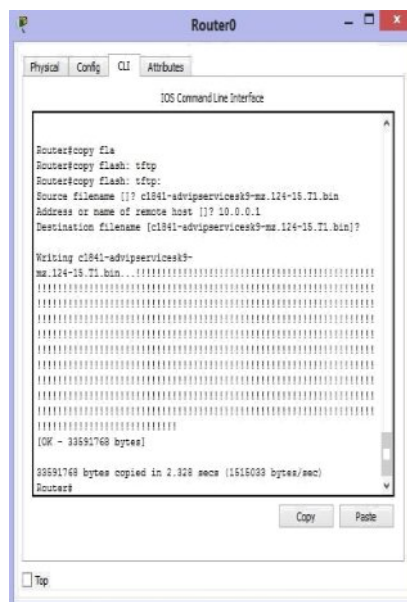 Router0
Physical Config CLI Attributes
IOS Command Line Interface
Router#copy fla
Router#copy flash: tftp
Router#copy flash: tftp:
Source filename []? c1841-advipservicesk9-mz.124-15.T1.bin
Address or name of remote host []? 10.0.0.1
Destination filename [c1841-advipservicesk9-mz.124-15.T1.bin]?
Writing c1841-advipservicesk9-
mz.124-15.T1.bin...!!!!!!!!!!!!!!!!!!!!!!!!!!!!!!!!!!!!!!!!!!
!!!!!!!!!!!!!!!!!!!!!!!!!!!!!!!!!!!!!!!!!!!!!!!!!!!!!!!!!!!!!
!!!!!!!!!!!!!!!!!!!!!!!!!!!!!!!!!!!!!!!!!!!!!!!!!!!!!!!!!!!!!
!!!!!!!!!!!!!!!!!!!!!!!!!!!!!!!!!!!!!!!!!!!!!!!!!!!!!!!!!!!!!
!!!!!!!!!!!!!!!!!!!!!!!!!!!!!!!!!!!!!!!!!!!!!!!!!!!!!!!!!!!!!
!!!!!!!!!!!!!!!!!!!!!!!!!!!!!!!!!!!!!!!!!!!!!!!!!!!!!!!!!!!!!
!!!!!!!!!!!!!!!!!!!!!!!!!!!!!!!!!!!!!!!!!!!!!!!!!!!!!!!!!!!!!
!!!!!!!!!!!!!!!!!!!!!!!!!!!!!!!!!!!!!!!!!!!!!!!!!!!!!!!!!!!!!
!!!!!!!!!!!!!!!!!!!!!!!!!!!!!!!!!!!!!!!!!!!!!!!!!!!!!!!!!!!!!
!!!!!!!!!!!!!!!!!!!!!!!!!!!!!!!!!!!!!!!!!!!!!!!!!!!!!!!!!!!!!
!!!!!!!!!!!!!!!!!!!!!!!!!
[OK - 33591768 bytes]
33591768 bytes copied in 2.328 secs (1515033 bytes/sec)
Router#
Copy Paste
Top